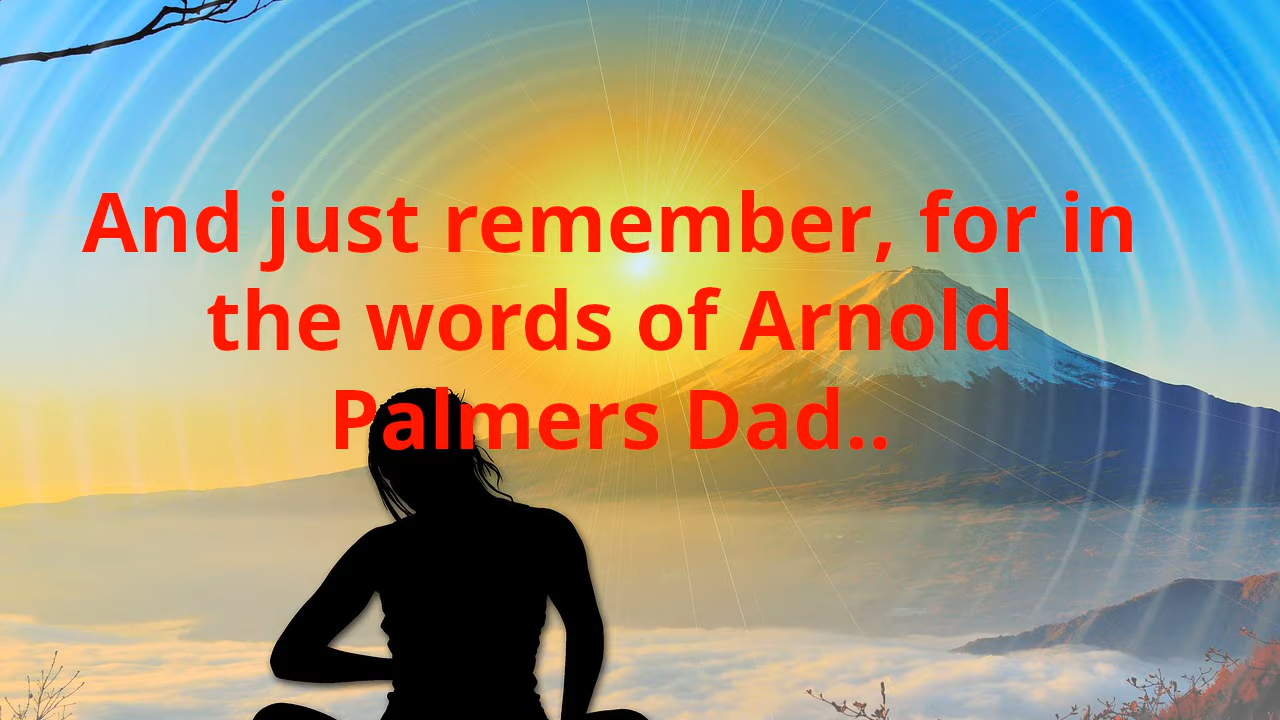 And just remember, for in
the words of Arnold
Palmers Dad..